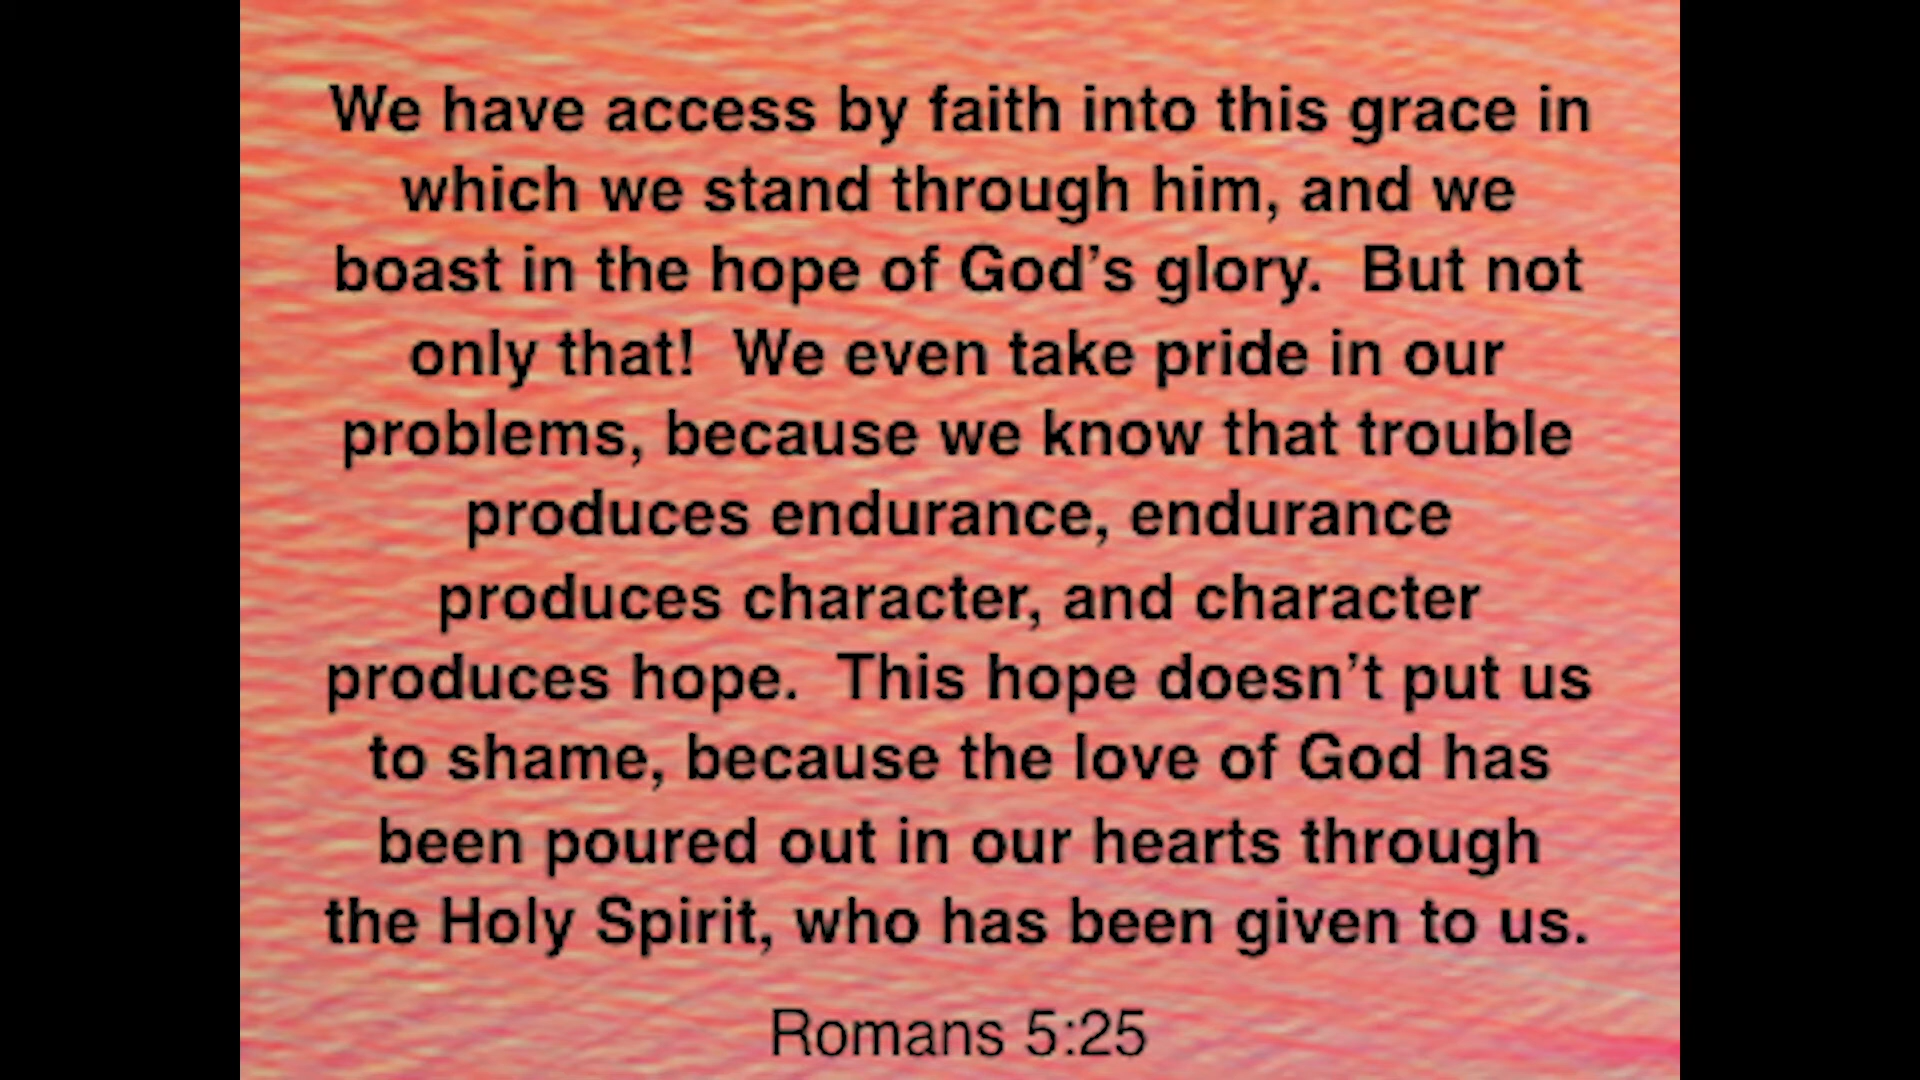 We have access by faith into this grace in
which we stand through him, and we
boast in the hope of God’s glory.  But not
only that!  We even take pride in our
problems, because we know that trouble
produces endurance, endurance
produces character, and character
produces hope.  This hope doesn’t put us
to shame, because the love of God has
been poured out in our hearts through
the Holy Spirit, who has been given to us.
Romans 5:25